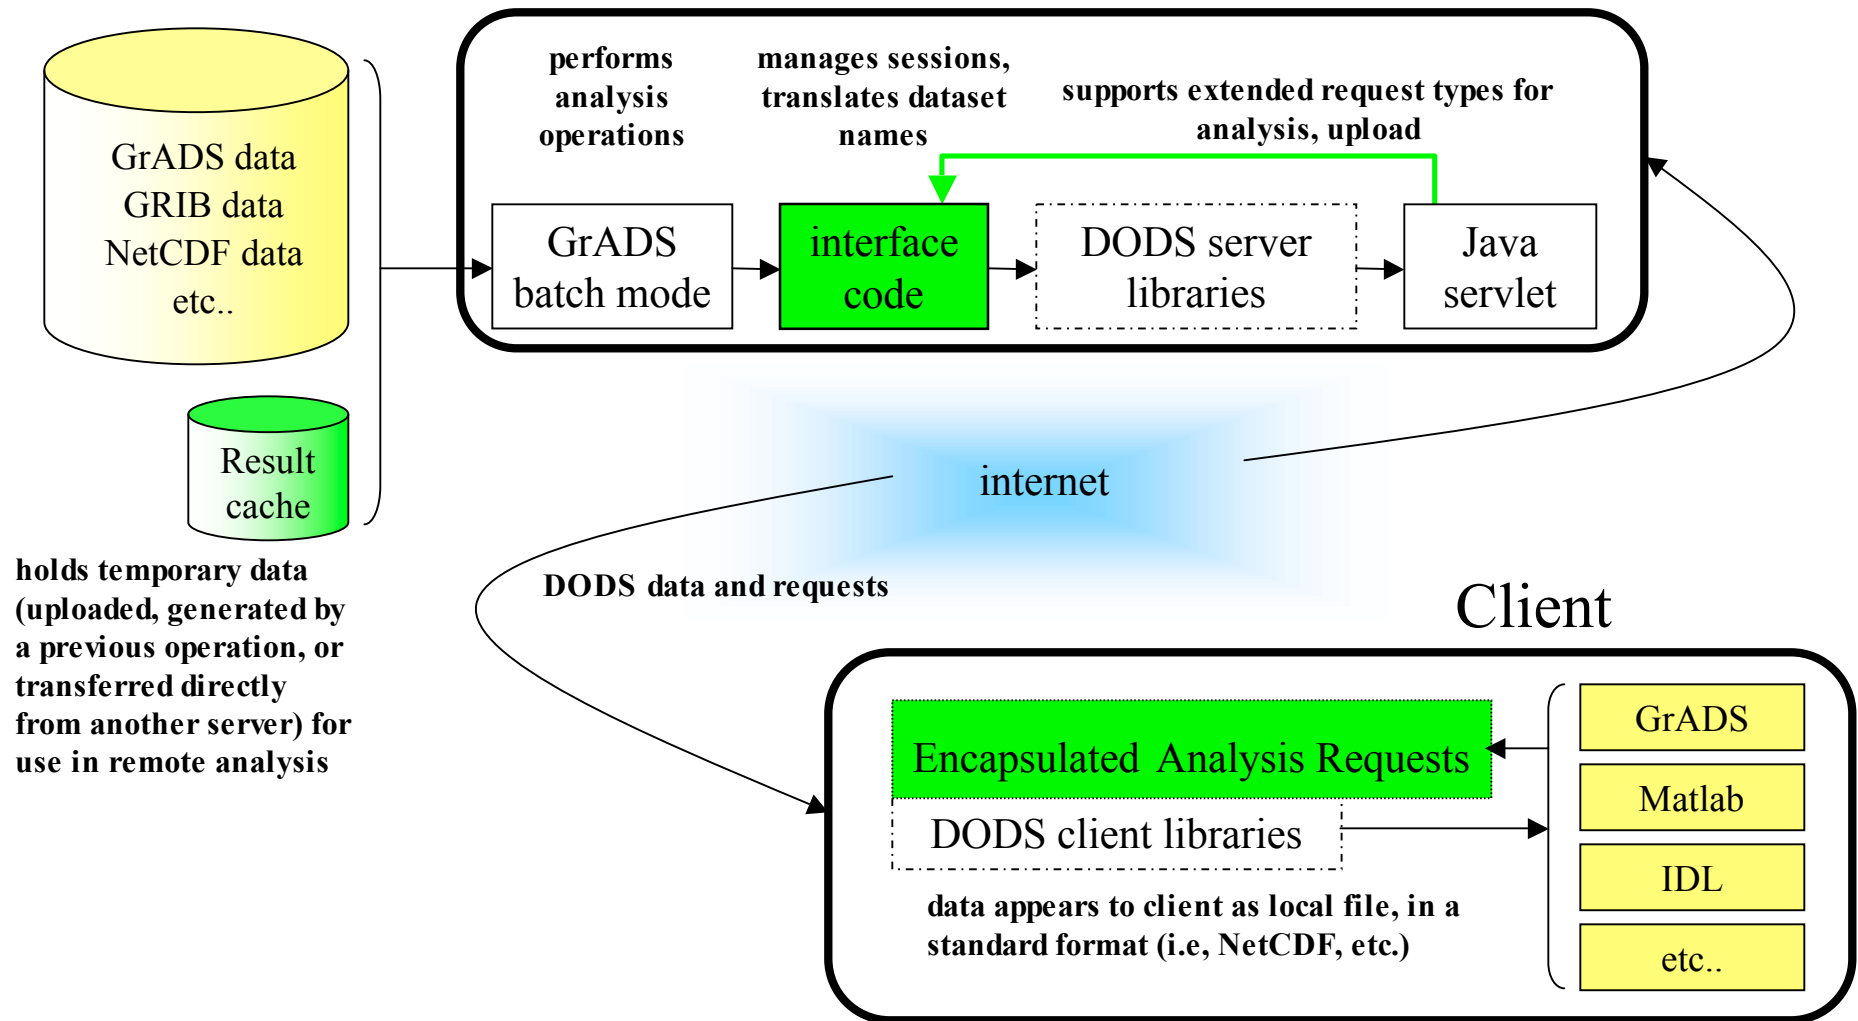 performs
analysis
operations
manages sessions,
translates dataset
names
supports extended request types for
analysis, upload
GrADS data
GRIB data
NetCDF data
etc..
GrADS
batch mode
interface
code
DODS server
libraries
Java
servlet
Result
cache
internet
holds temporary data
(uploaded, generated by
a previous operation, or
transferred directly
from another server) for
use in remote analysis
DODS data and requests
Client
Encapsulated Analysis Requests
DODS client libraries
data appears to client as local file, in a
standard format (i.e, NetCDF, etc.)
GrADS
Matlab
IDL
etc..